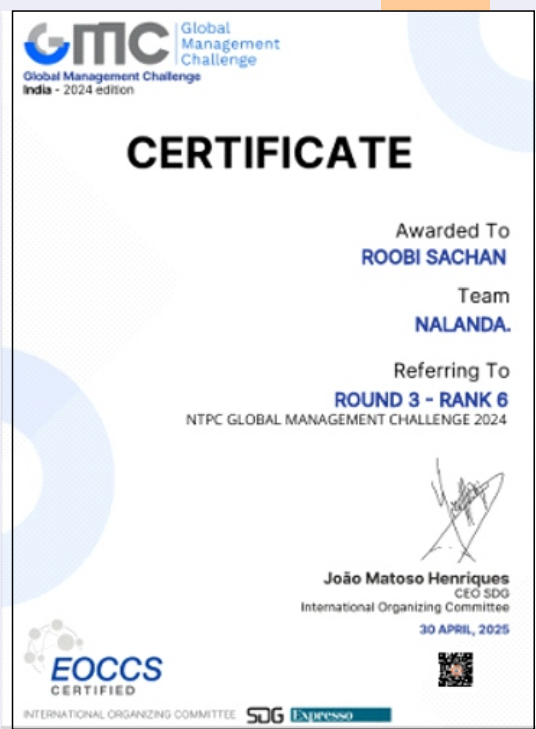 GMC Global
Management
Challenge
Global Management Challenge
India - 2024 edition
CERTIFICATE
Awarded To
ROOBI SACHAN
Team
NALANDA.
Referring To
ROUND 3 - RANK 6
NTPC GLOBAL MANAGEMENT CHALLENGE 2024
João Matoso Henriques
CEO SDG
International Organizing Committee
30 APRIL, 2025
EOCCS
CERTIFIED
INTERNATIONAL ORGANIZING COMMITTEE SDG Expresso